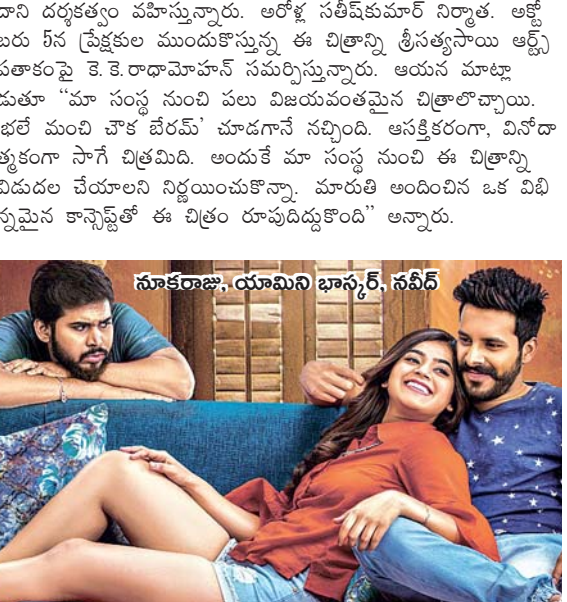 దాని దర్శకత్వం వహిస్తున్నారు. అరోళ్ల సతీష్‌కుమార్ నిర్మాత. అక్టో
బరు 5న ప్రేక్షకుల ముందుకొస్తున్న ఈ చిత్రాన్ని శ్రీసత్యసాయి ఆర్ట్స్
పతాకంపై కె.కె.రాధామోహన్ సమర్పిస్తున్నారు. ఆయన మాట్లా
డుతూ ‘‘మా సంస్థ నుంచి పలు విజయవంతమైన చిత్రాలొచ్చాయి.
భలే మంచి చౌక బేరమ్’ చూడగానే నచ్చింది. ఆసక్తికరంగా, వినోదా
త్మకంగా సాగే చిత్రమిది. అందుకే మా సంస్థ నుంచి ఈ చిత్రాన్ని
విడుదల చేయాలని నిర్ణయించుకొన్నా. మారుతి అందించిన ఒక విభి
న్నమైన కాన్సెప్ట్‌తో ఈ చిత్రం రూపుదిద్దుకొంది’’ అన్నారు.
నూకరాజు, యామిని భాస్కర్, నవీద్